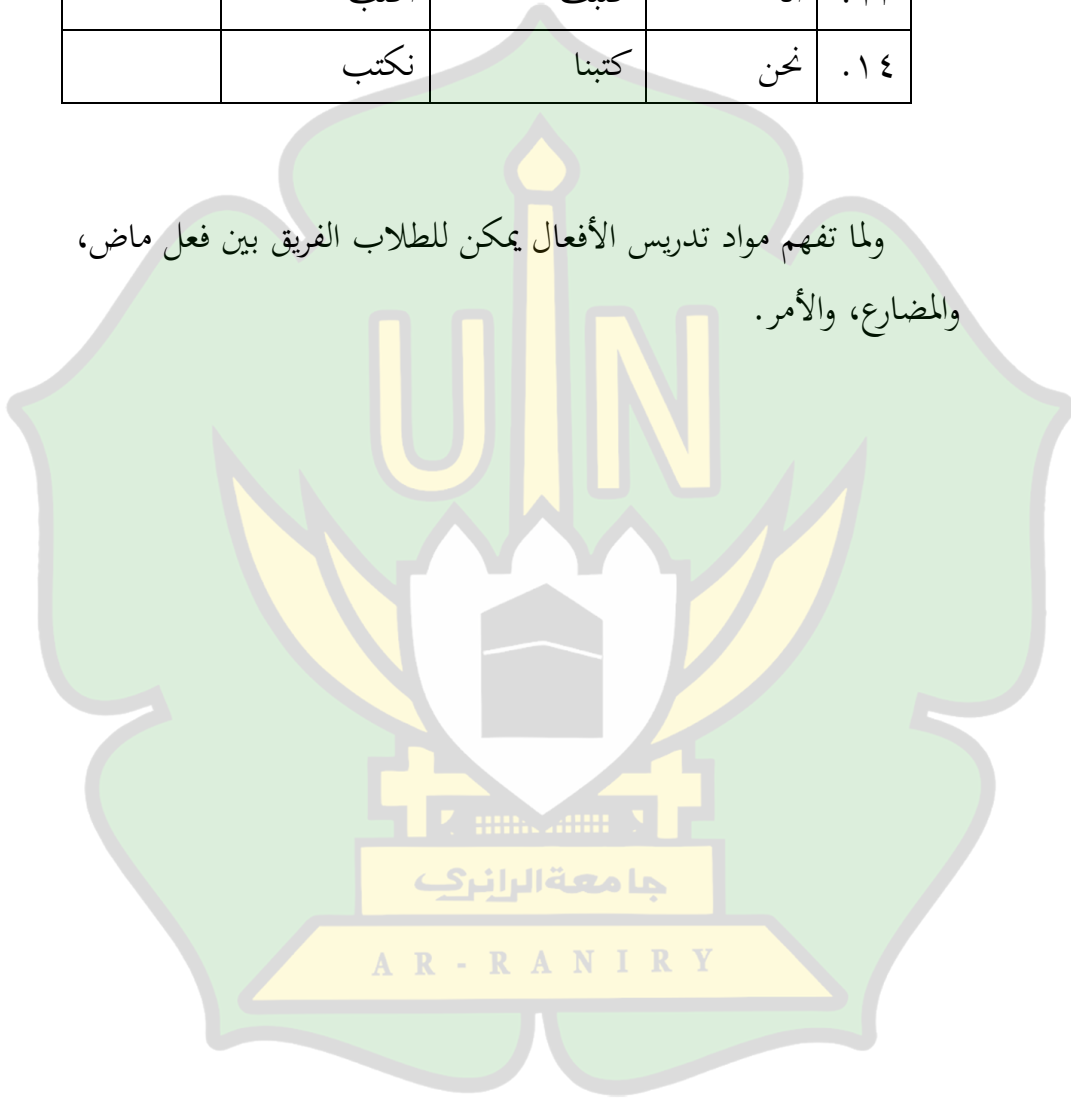 ١٤. نحن كتبنا نكتب
ولما تفهم مواد تدريس الأفعال يمكن للطلاب الفريق بين فعل ماض،
والمضارع، والأمر.
UIN
جامعة الرانري
AR-RANIRY